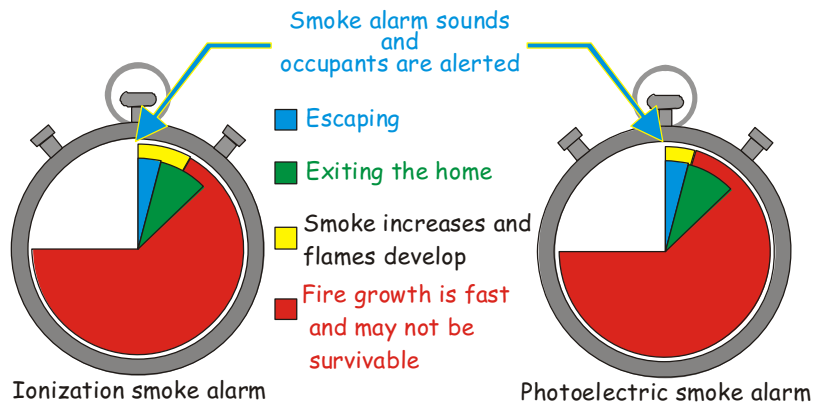 Smoke alarm sounds
and
occupants are alerted
Escaping
Exiting the home
Smoke increases and
flames develop
Fire growth is fast
and may not be
survivable
Ionization smoke alarm
Photoelectric smoke alarm